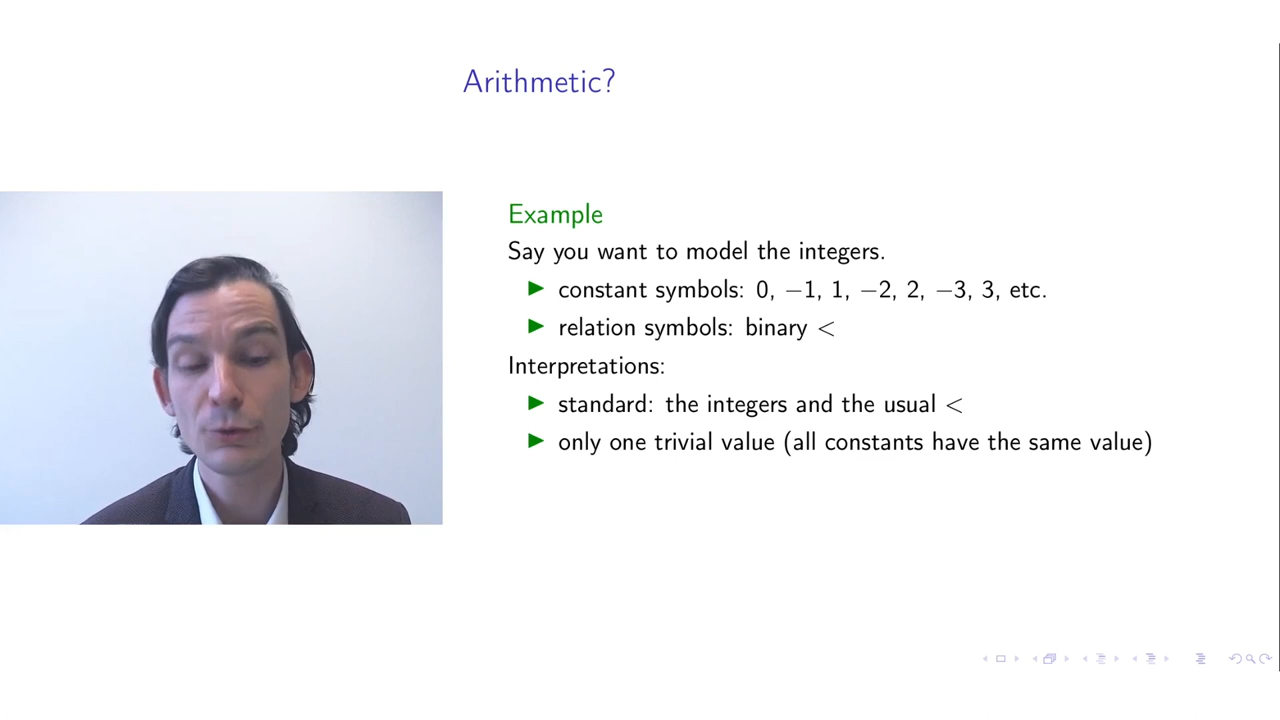 Arithmetic?
Example
Say you want to model the integers.
▶ constant symbols: 0, −1, 1, −2, 2, −3, 3, etc.
▶ relation symbols: binary <
Interpretations:
▶ standard: the integers and the usual <
▶ only one trivial value (all constants have the same value)